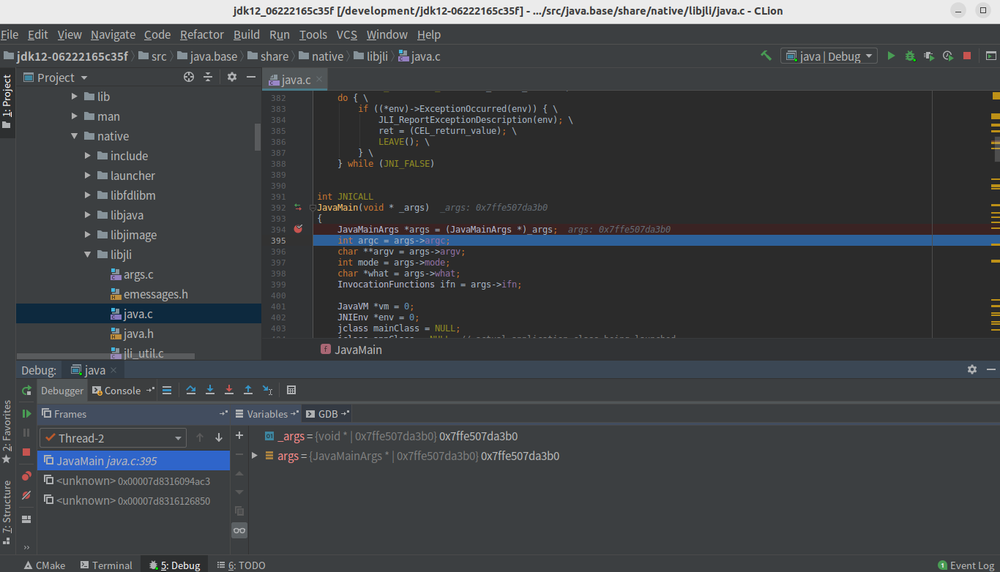 jdk12_06222165c35f [/development/jdk12-06222165c35f] - .../src/java.base/share/native/libjli/java.c - CLion
File Edit View Navigate Code Refactor Build Run Tools VCS Window Help
jdk12-06222165c35f src java.base share native libjli java.c
java | Debug
1: Project
Project
lib
man
native
include
launcher
libfdlibm
libjava
libjimage
libjli
args.c
emessages.h
java.c
java.h
jli_util.c
java.c
382 do { \
383 if ((*env)->ExceptionOccurred(env)) { \
384 JLI_ReportExceptionDescription(env); \
385 ret = (CEL_return_value); \
386 LEAVE(); \
387 } \
388 } while (JNI_FALSE)
389
390
391 int JNICALL
392 JavaMain(void * _args) _args: 0x7ffe507da3b0
393 {
394 JavaMainArgs *args = (JavaMainArgs *)_args; args: 0x7ffe507da3b0
395 int argc = args->argc;
396 char **argv = args->argv;
397 int mode = args->mode;
398 char *what = args->what;
399 InvocationFunctions ifn = args->ifn;
400
401 JavaVM *vm = 0;
402 JNIEnv *env = 0;
403 jclass mainClass = NULL;
JavaMain
Debug: java
Debugger Console
Frames Variables GDB
Thread-2
JavaMain java.c:395
<unknown> 0x00007d8316094ac3
<unknown> 0x00007d8316126850
_args = {void * | 0x7ffe507da3b0} 0x7ffe507da3b0
args = {JavaMainArgs * | 0x7ffe507da3b0} 0x7ffe507da3b0
2: Favorites
7: Structure
CMake Terminal 5: Debug 6: TODO
1 Event Log